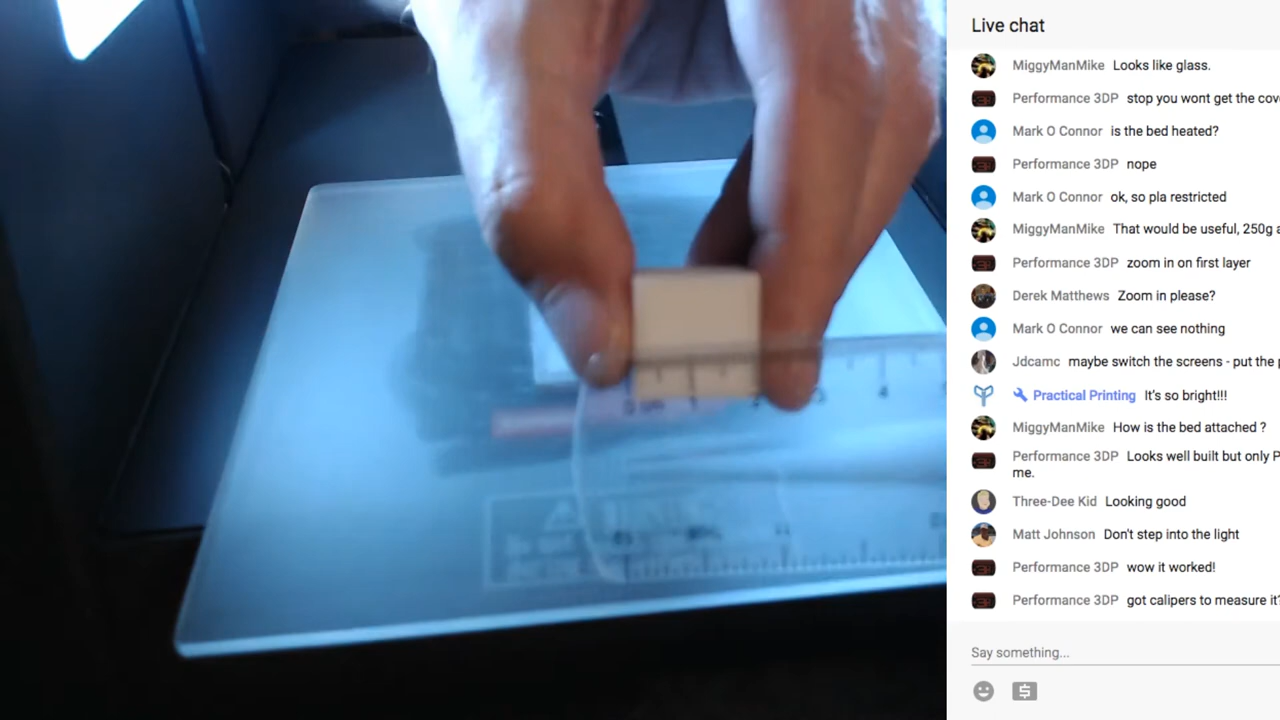 Live chat
MiggyManMike Looks like glass.
Performance 3DP stop you wont get the cov
Mark O Connor is the bed heated?
Performance 3DP nope
Mark O Connor ok, so pla restricted
MiggyManMike That would be useful, 250g a
Performance 3DP zoom in on first layer
Derek Matthews Zoom in please?
Mark O Connor we can see nothing
Jdcamc maybe switch the screens - put the p
Practical Printing It's so bright!!!
MiggyManMike How is the bed attached ?
Performance 3DP Looks well built but only P
me.
Three-Dee Kid Looking good
Matt Johnson Don't step into the light
Performance 3DP wow it worked!
Performance 3DP got calipers to measure it?
Say something...
4